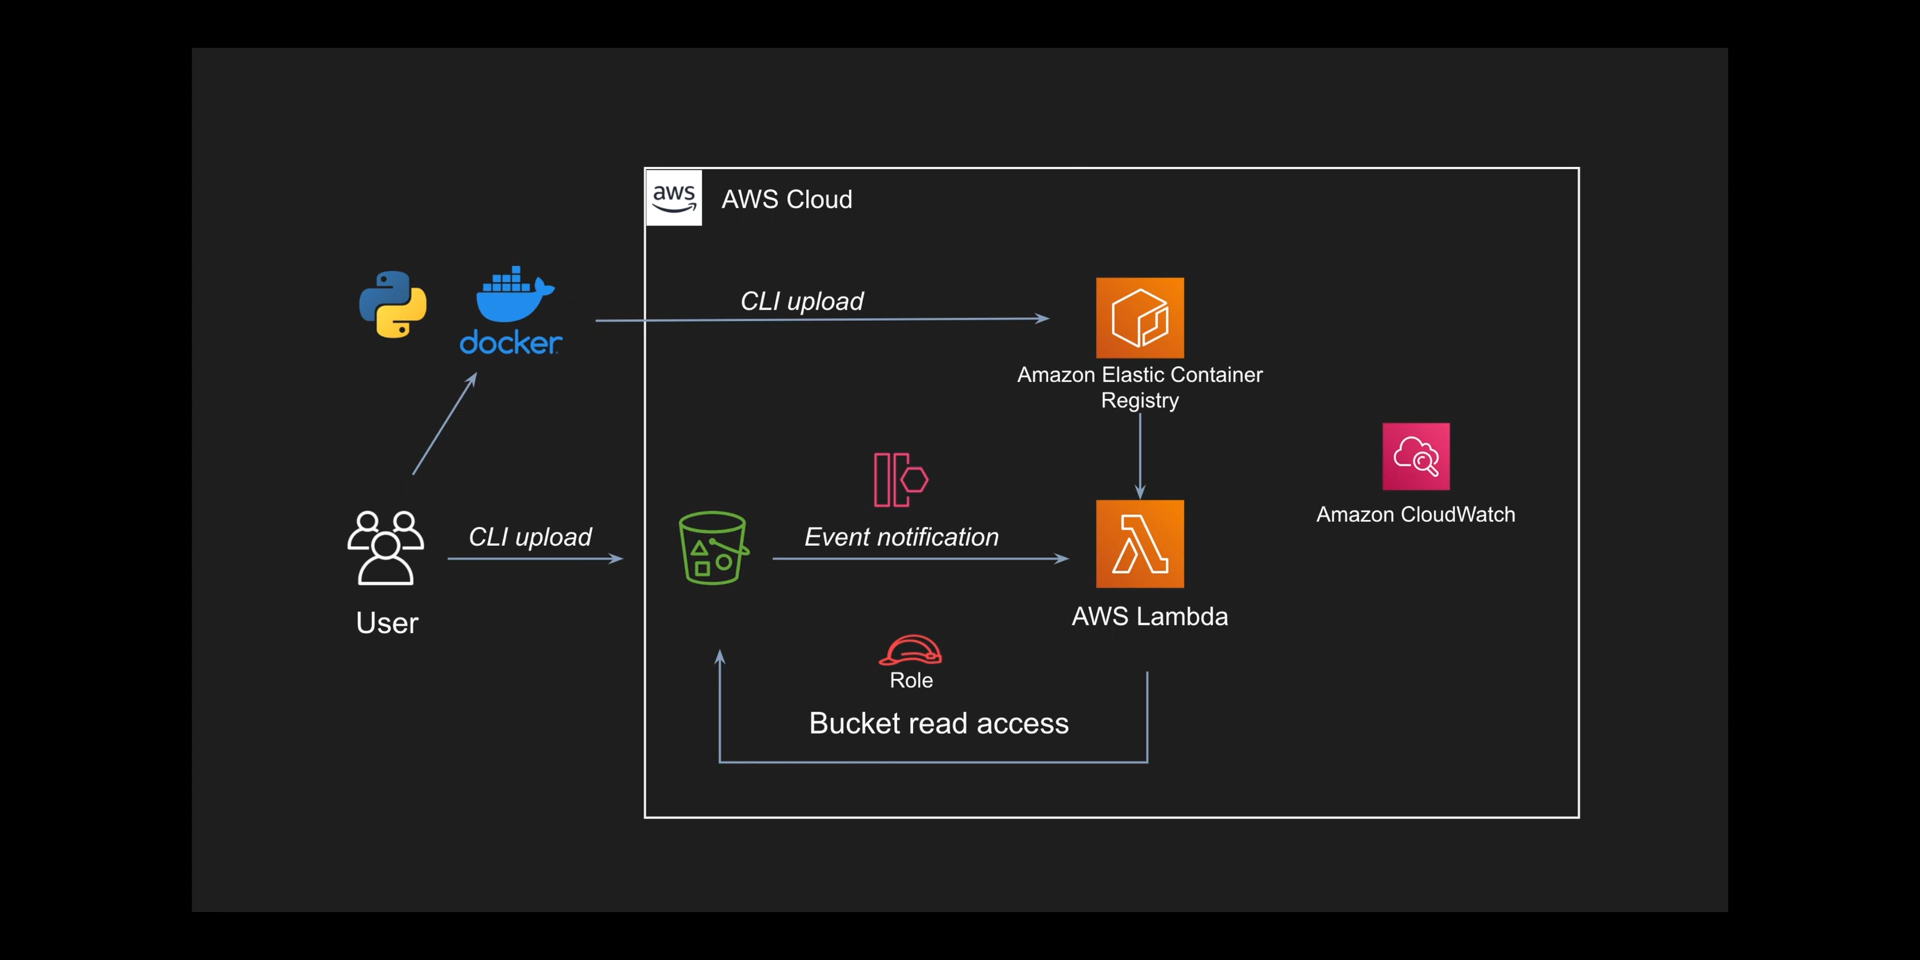 aws
AWS Cloud
docker
CLI upload
Amazon Elastic Container
Registry
Amazon CloudWatch
CLI upload
Event notification
User
AWS Lambda
Role
Bucket read access